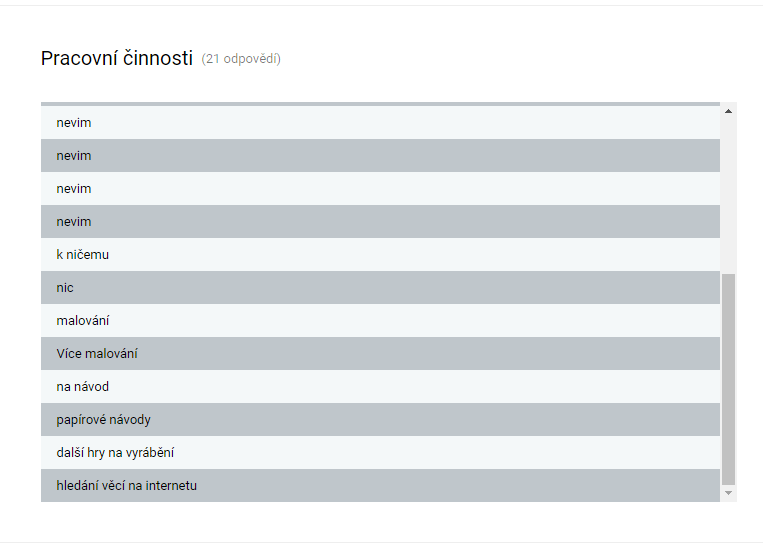 Pracovní činnosti (21 odpovědí)
nevim
nevim
nevim
nevim
k ničemu
nic
malování
Více malování
na návod
papírové návody
další hry na vyrábění
hledání věcí na internetu